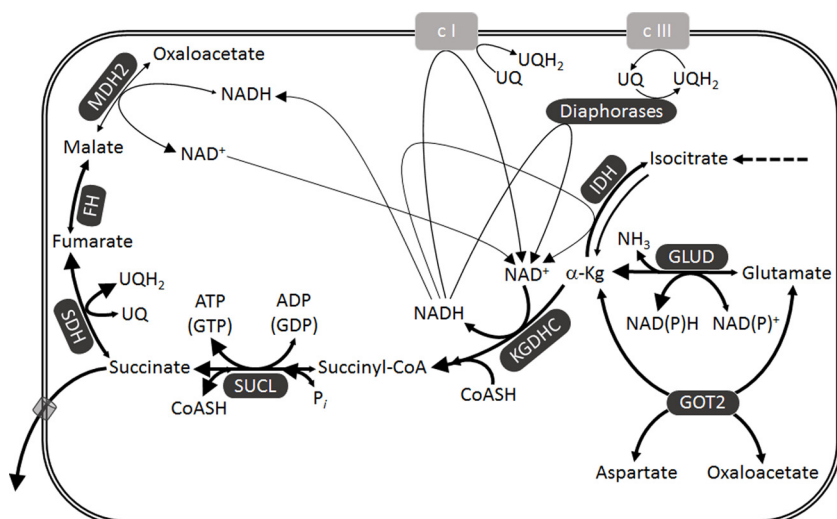 c I
c III
Oxaloacetate
UQH₂
UQ
UQ
UQH₂
MDH2
NADH
Diaphorases
Malate
NAD⁺
Isocitrate
IDH
FH
Fumarate
NH₃
GLUD
NAD⁺
α-Kg
Glutamate
UQH₂
ATP
(GTP)
ADP
(GDP)
NADH
NAD(P)H
NAD(P)⁺
UQ
SDH
KGDHC
Succinate
Succinyl-CoA
SUCL
CoASH
Pi
CoASH
GOT2
Aspartate
Oxaloacetate